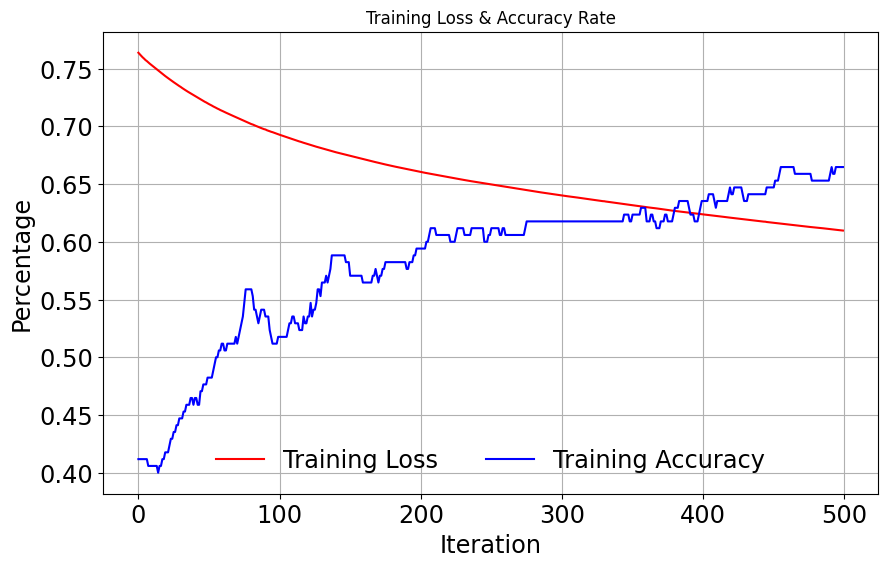 Training Loss & Accuracy Rate
Percentage
0.75
0.70
0.65
0.60
0.55
0.50
0.45
0.40
Training Loss
Training Accuracy
0 100 200 300 400 500
Iteration